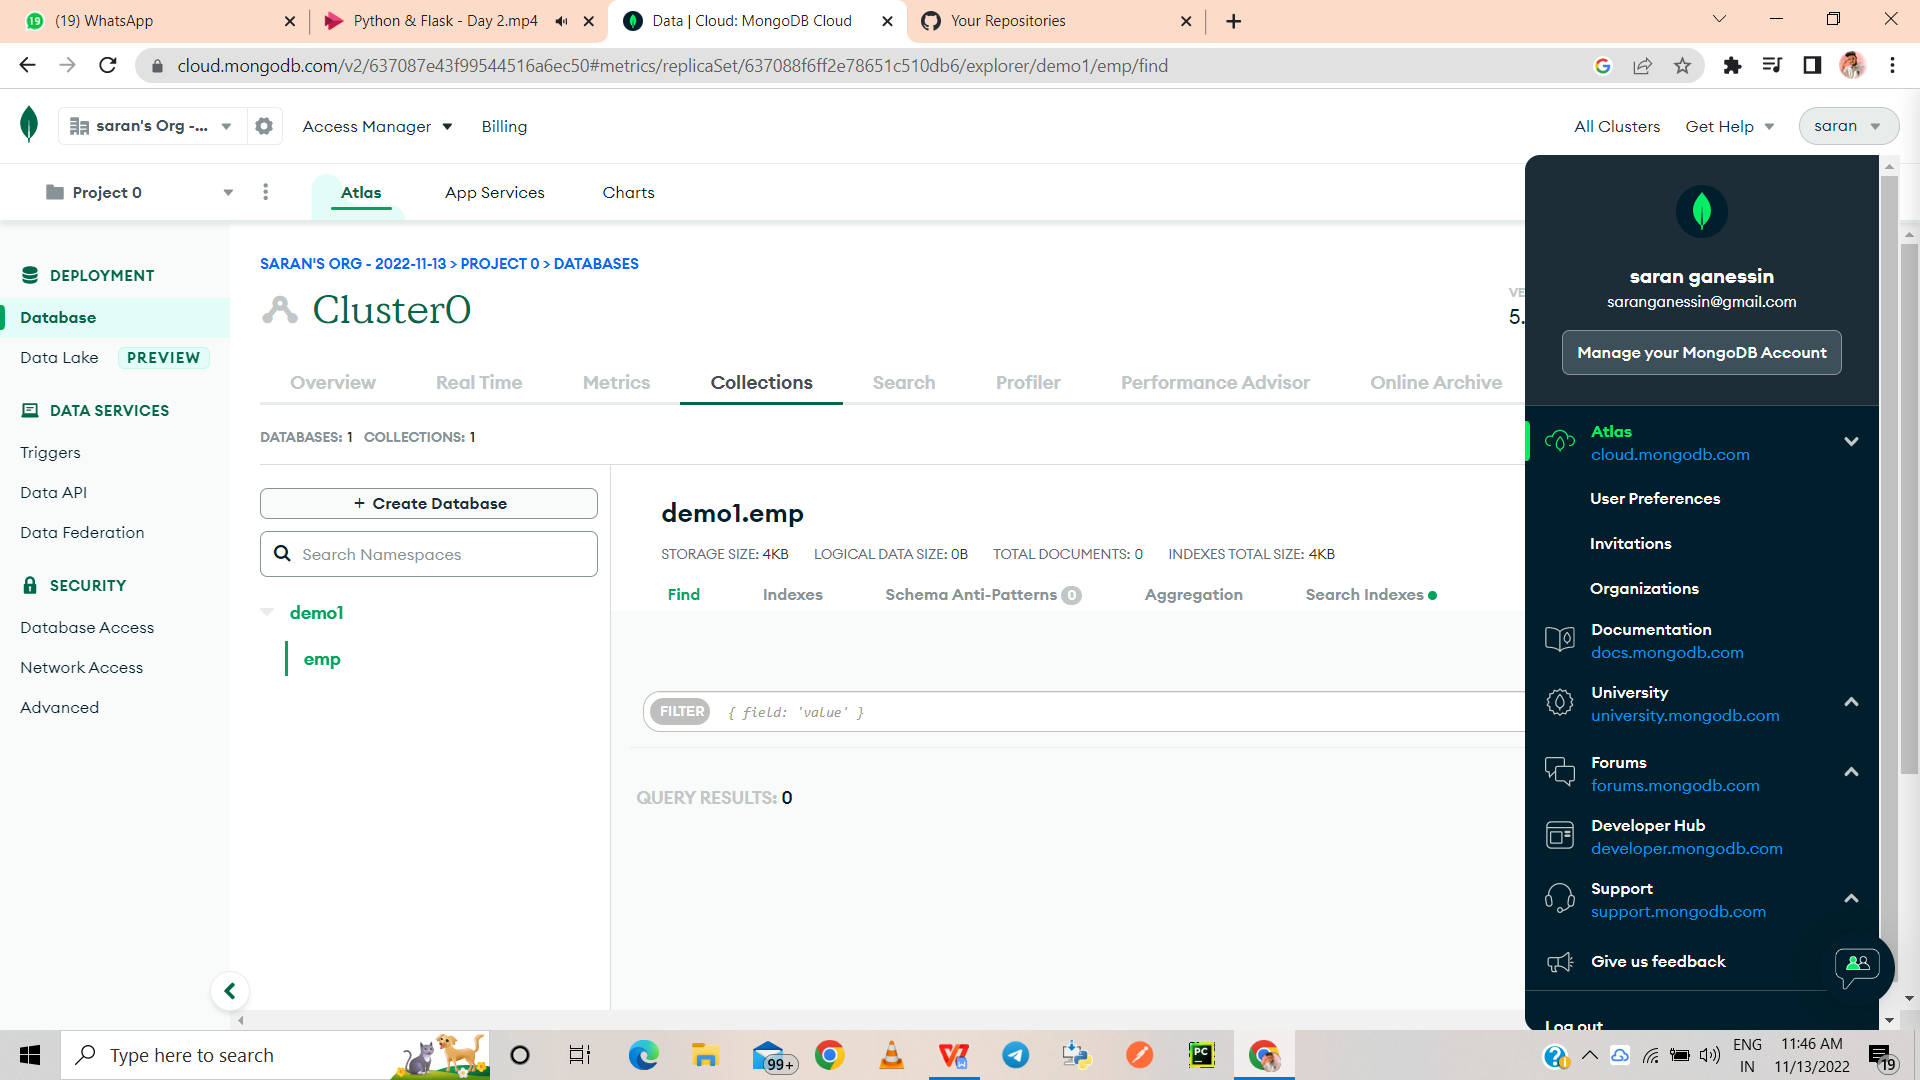 (19) WhatsApp
Python & Flask - Day 2.mp4
Data | Cloud: MongoDB Cloud
Your Repositories
cloud.mongodb.com/v2/637087e43f99544516a6ec50#metrics/replicaSet/637088f6ff2e78651c510db6/explorer/demo1/emp/find
saran's Org -...
Access Manager
Billing
All Clusters
Get Help
saran
Project 0
Atlas
App Services
Charts
DEPLOYMENT
Database
Data Lake PREVIEW
DATA SERVICES
Triggers
Data API
Data Federation
SECURITY
Database Access
Network Access
Advanced
SARAN'S ORG - 2022-11-13 > PROJECT 0 > DATABASES
Cluster0
VE
5.
Overview
Real Time
Metrics
Collections
Search
Profiler
Performance Advisor
Online Archive
DATABASES: 1 COLLECTIONS: 1
+ Create Database
Search Namespaces
demo1
emp
demo1.emp
STORAGE SIZE: 4KB LOGICAL DATA SIZE: 0B TOTAL DOCUMENTS: 0 INDEXES TOTAL SIZE: 4KB
Find
Indexes
Schema Anti-Patterns 0
Aggregation
Search Indexes
FILTER { field: 'value' }
QUERY RESULTS: 0
saran ganessin
saranganessin@gmail.com
Manage your MongoDB Account
Atlas
cloud.mongodb.com
User Preferences
Invitations
Organizations
Documentation
docs.mongodb.com
University
university.mongodb.com
Forums
forums.mongodb.com
Developer Hub
developer.mongodb.com
Support
support.mongodb.com
Give us feedback
Log out
Type here to search
99+
PC
ENG
IN
11:46 AM
11/13/2022
19